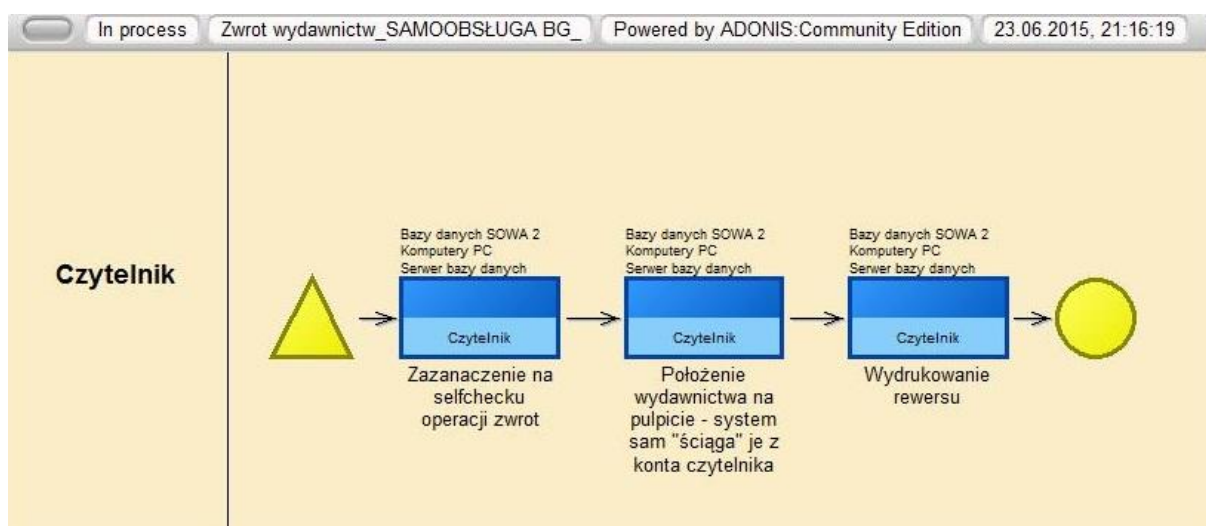 In process Zwrot wydawnictw_SAMOOBSŁUGA BG_ Powered by ADONIS:Community Edition 23.06.2015, 21:16:19
Czytelnik
Bazy danych SOWA 2
Komputery PC
Serwer bazy danych
Czytelnik
Zazanaczenie na
selfchecku
operacji zwrot
Bazy danych SOWA 2
Komputery PC
Serwer bazy danych
Czytelnik
Położenie
wydawnictwa na
pulpicie - system
sam "ściąga" je z
konta czytelnika
Bazy danych SOWA 2
Komputery PC
Serwer bazy danych
Czytelnik
Wydrukowanie
rewersu